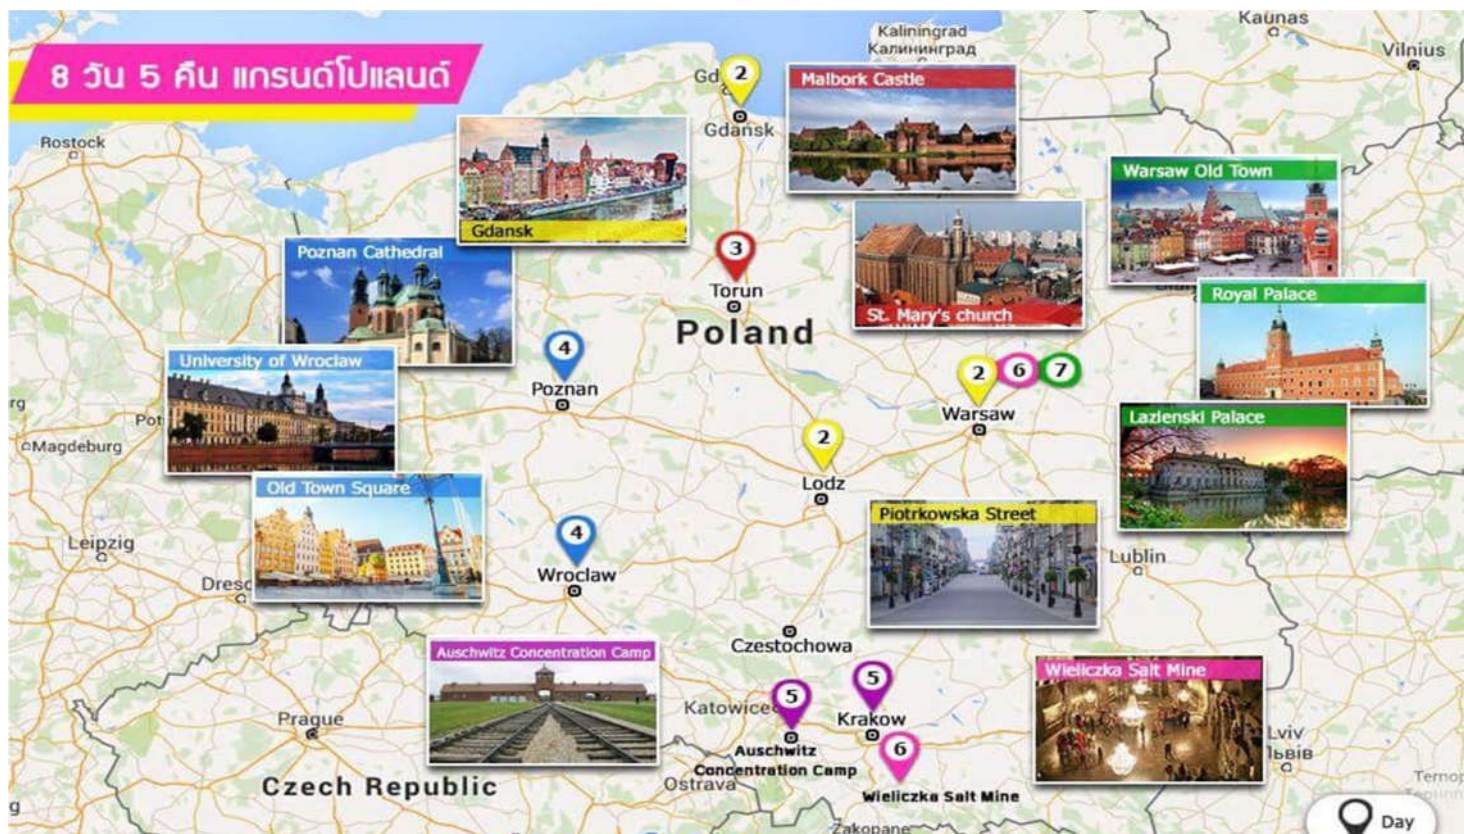 8 วัน 5 คืน แกรนด์โปแลนด์
Kaliningrad
Калининград
Kaunas
Vilnius
Rostock
2
Gdańsk
Malbork Castle
Gdansk
Warsaw Old Town
Poznan Cathedral
3
Torun
St. Mary's church
Royal Palace
Poland
University of Wroclaw
4
Poznan
2 6 7
Warsaw
Lazienski Palace
Magdeburg
2
Lodz
Old Town Square
Piotrkowska Street
4
Wroclaw
Leipzig
Lublin
Czestochowa
Auschwitz Concentration Camp
Wieliczka Salt Mine
5
5
Katowice
Krakow
Prague
Auschwitz
Concentration Camp
6
Wieliczka Salt Mine
Lviv
Львів
Czech Republic
Ostrava
Zakopane
Day